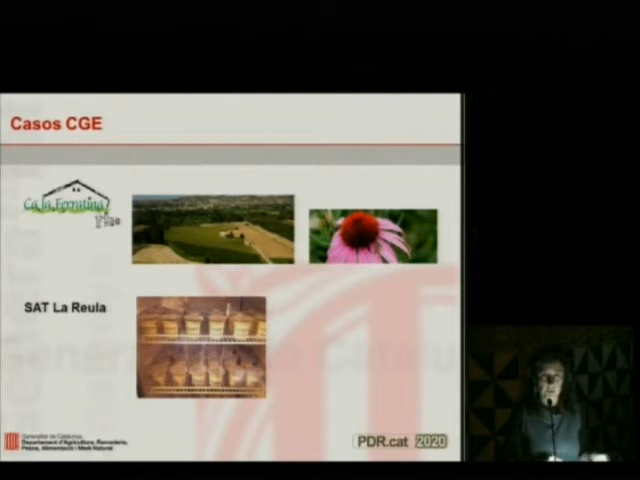 Casos CGE
Ca la Ferratina
SAT La Reula
Generalitat de Catalunya
Departament d'Agricultura, Ramaderia,
Pesca, Alimentació i Medi Natural
PDR.cat 2020